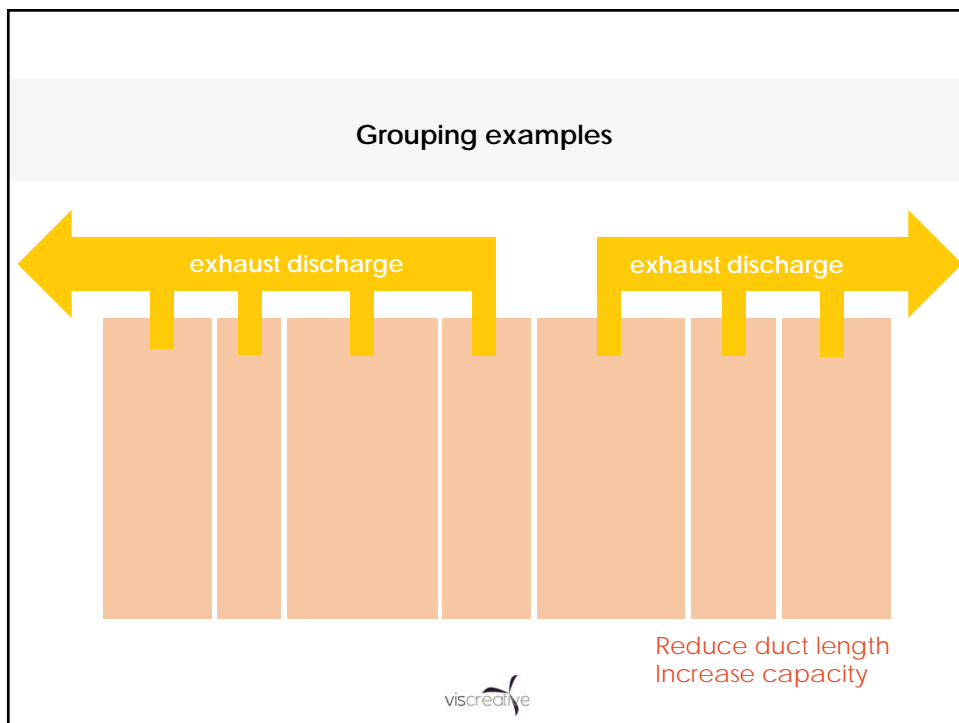 Grouping examples
exhaust discharge
exhaust discharge
Reduce duct length
Increase capacity
viscreative